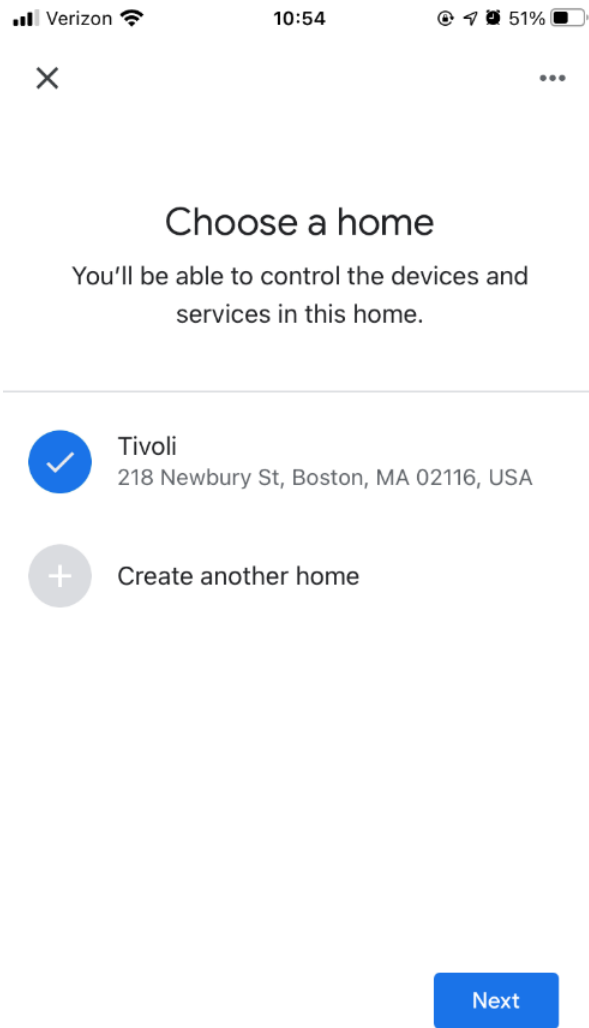 Verizon 10:54 51%
Choose a home
You’ll be able to control the devices and
services in this home.
Tivoli
218 Newbury St, Boston, MA 02116, USA
Create another home
Next